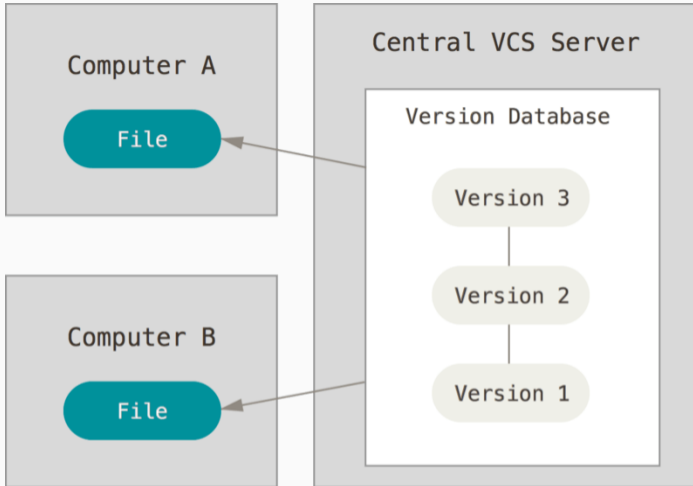 Computer A
File
Computer B
File
Central VCS Server
Version Database
Version 3
Version 2
Version 1